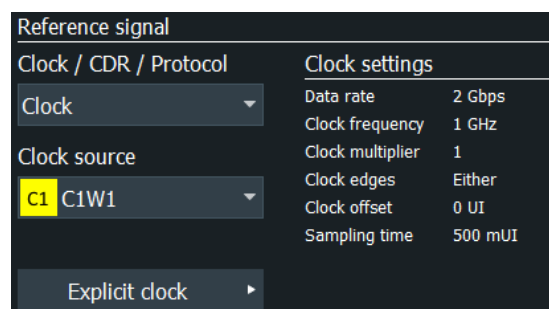 Reference signal
Clock / CDR / Protocol
Clock
Clock source
C1 C1W1
Explicit clock
Clock settings
Data rate 2 Gbps
Clock frequency 1 GHz
Clock multiplier 1
Clock edges Either
Clock offset 0 UI
Sampling time 500 mUI